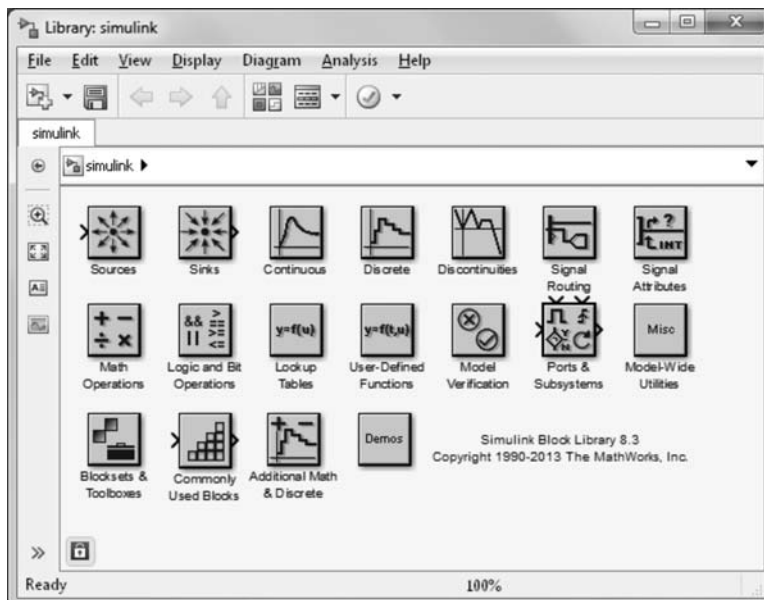 Library: simulink
File Edit View Display Diagram Analysis Help
simulink
simulink
Sources Sinks Continuous Discrete Discontinuities Signal Routing Signal Attributes
? INT
+ - ÷ × && || > == >= <= y=f(u) y=f(t,u) Misc
Math Operations Logic and Bit Operations Lookup Tables User-Defined Functions Model Verification Ports & Subsystems Model-Wide Utilities
+ - Demos
Blocksets & Toolboxes Commonly Used Blocks Additional Math & Discrete
Simulink Block Library 8.3
Copyright 1990-2013 The MathWorks, Inc.
Ready 100%